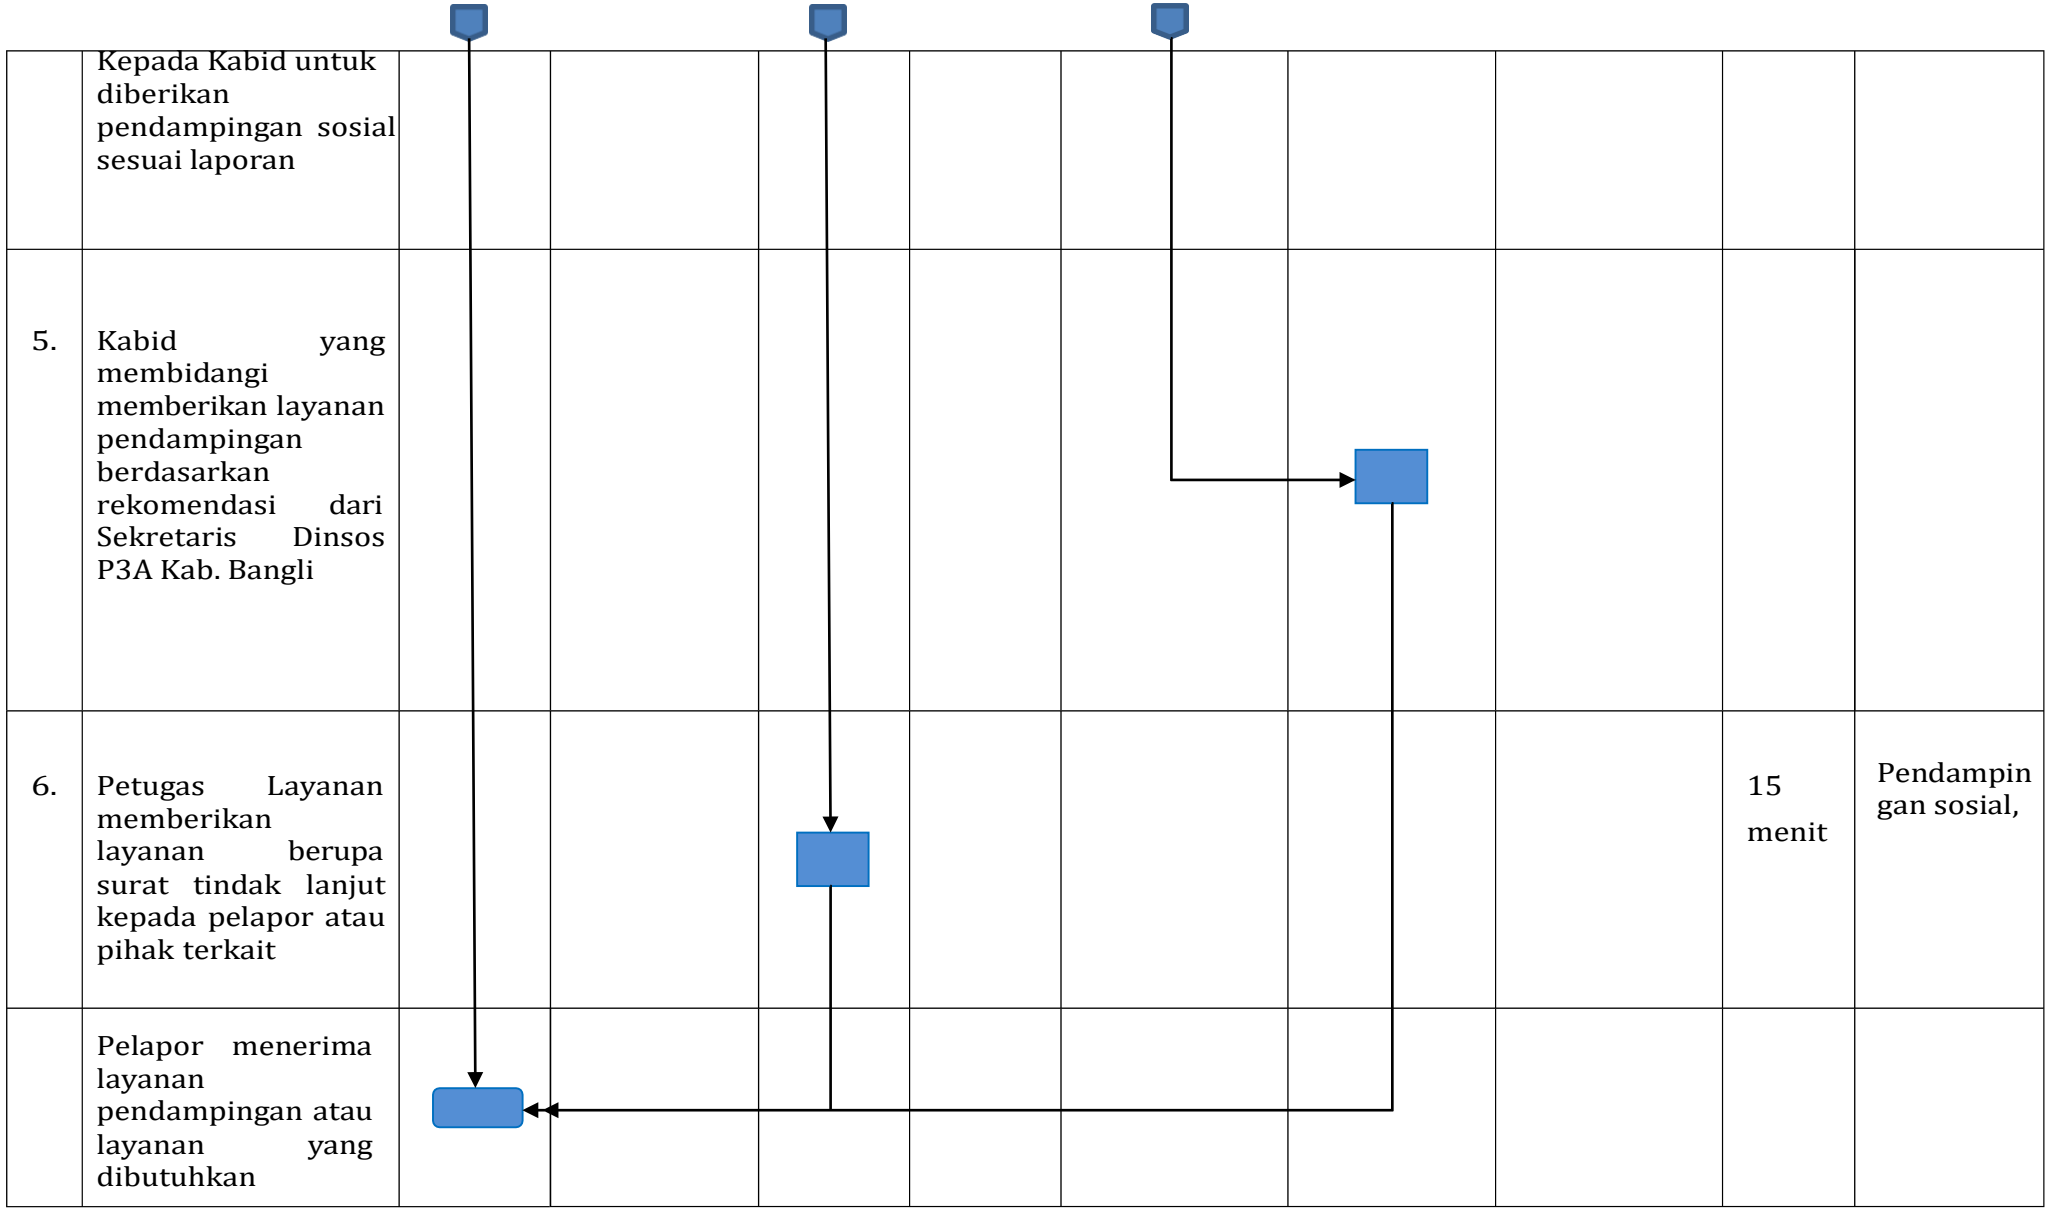 Kepada Kabid untuk
diberikan
pendampingan sosial
sesuai laporan
5.
Kabid yang
membidangi
memberikan layanan
pendampingan
berdasarkan
rekomendasi dari
Sekretaris Dinsos
P3A Kab. Bangli
6.
Petugas Layanan
memberikan
layanan berupa
surat tindak lanjut
kepada pelapor atau
pihak terkait
15
menit
Pendampin
gan sosial,
Pelapor menerima
layanan
pendampingan atau
layanan yang
dibutuhkan